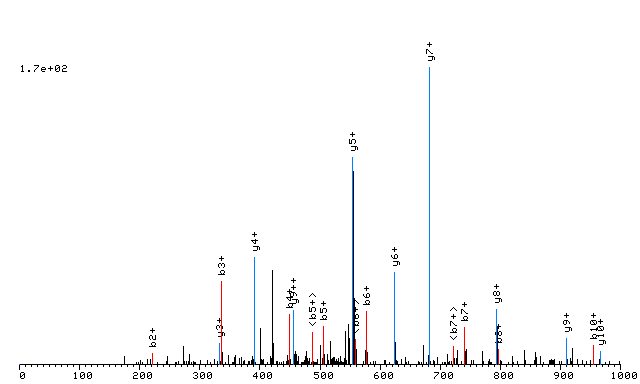 1.7e+02
y7+
y5+
y4+
b3+
y6+
y3+
b2+
b4+
y9++
<b5+>
b5+
<b6+>
b6+
<b7+>
b7+
y8+
b8+
y9+
b10+
y10+
0 100 200 300 400 500 600 700 800 900 1000